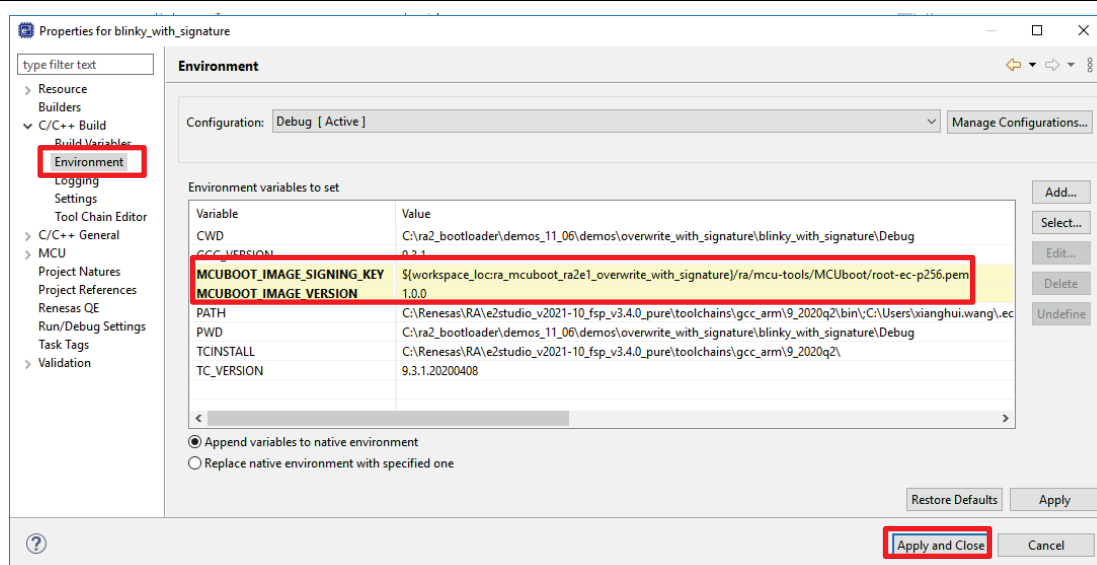 Properties for blinky_with_signature
type filter text
Environment
Resource
Builders
C/C++ Build
Build Variables
Environment
Logging
Settings
Tool Chain Editor
C/C++ General
MCU
Project Natures
Project References
Renesas QE
Run/Debug Settings
Task Tags
Validation
Configuration: Debug [ Active ] Manage Configurations...
Environment variables to set
Variable Value
CWD C:\ra2_bootloader\demos_11_06\demos\overwrite_with_signature\blinky_with_signature\Debug
GCC_VERSION 9.3.1
MCUBOOT_IMAGE_SIGNING_KEY ${workspace_loc:ra_mcuboot_ra2e1_overwrite_with_signature}/ra/mcu-tools/MCUboot/root-ec-p256.pem
MCUBOOT_IMAGE_VERSION 1.0.0
PATH C:\Renesas\RA\e2studio_v2021-10_fsp_v3.4.0_pure\toolchains\gcc_arm\9_2020q2\bin\;C:\Users\xianghui.wang\.ec
PWD C:\ra2_bootloader\demos_11_06\demos\overwrite_with_signature\blinky_with_signature\Debug
TCINSTALL C:\Renesas\RA\e2studio_v2021-10_fsp_v3.4.0_pure\toolchains\gcc_arm\9_2020q2\
TC_VERSION 9.3.1.20200408
Add...
Select...
Edit...
Delete
Undefine
Append variables to native environment
Replace native environment with specified one
Restore Defaults Apply
Apply and Close Cancel